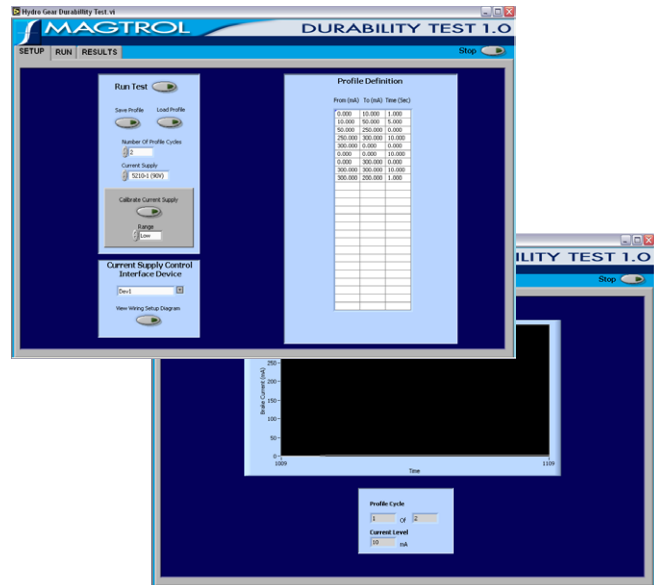 Hydro Gear Durability Test.vi
MAGTROL
DURABILITY TEST 1.0
SETUP RUN RESULTS
Stop
Run Test
Save Profile Load Profile
Number Of Profile Cycles
2
Current Supply
5210-1 (90V)
Calibrate Current Supply
Range
Low
Current Supply Control
Interface Device
Dev1
View Wiring Setup Diagram
Profile Definition
From (mA) To (mA) Time (Sec)
0.000 10.000 1.000
10.000 50.000 5.000
50.000 250.000 0.000
250.000 300.000 10.000
300.000 0.000 0.000
0.000 0.000 10.000
0.000 300.000 0.000
300.000 300.000 10.000
300.000 200.000 1.000
ILITY TEST 1.0
Stop
250
150
100
50
0
Brake Current (mA)
1009
1109
Time
Profile Cycle
1 Of 2
Current Level
10 mA